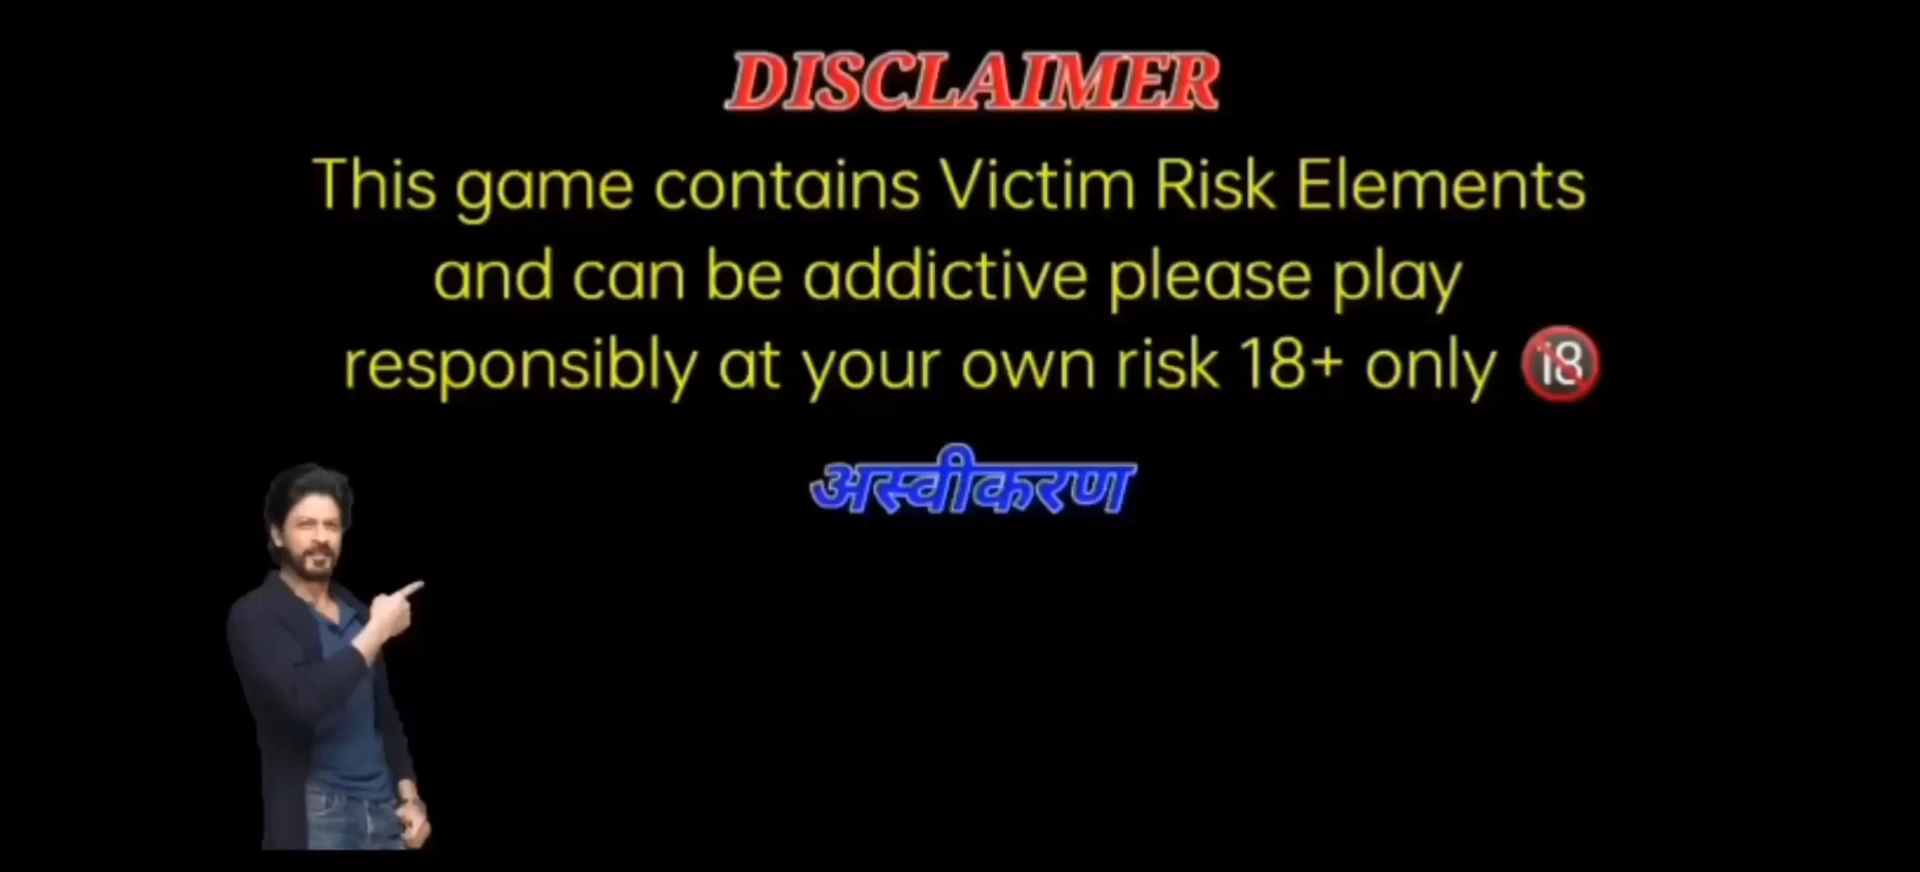 DISCLAIMER
This game contains Victim Risk Elements
and can be addictive please play
responsibly at your own risk 18+ only 🔞
अस्वीकरण